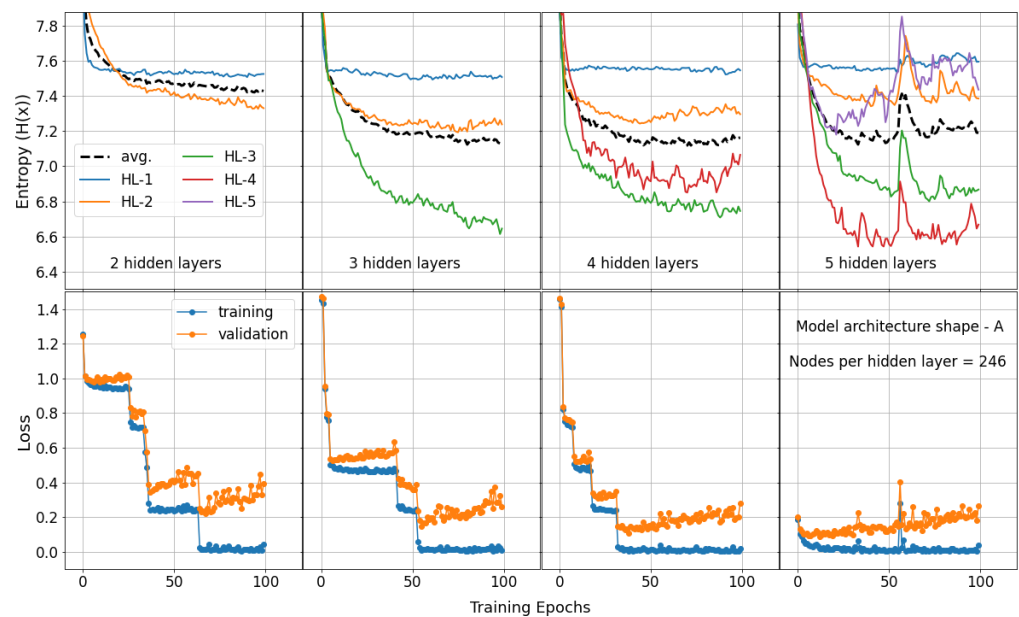 Entropy (H(x))
7.8
7.6
7.4
7.2
7.0
6.8
6.6
6.4
avg.
HL-1
HL-2
HL-3
HL-4
HL-5
2 hidden layers
3 hidden layers
4 hidden layers
5 hidden layers
Loss
1.4
1.2
1.0
0.8
0.6
0.4
0.2
0.0
training
validation
Model architecture shape - A
Nodes per hidden layer = 246
0 50 100 0 50 100 0 50 100 0 50 100
Training Epochs